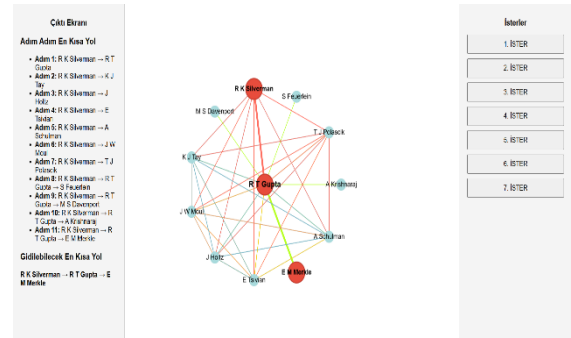 Çıktı Ekranı
Adım Adım En Kısa Yol
Adım 1: R K Silverman → R T
Gupta
Adım 2: R K Silverman → K J
Tay
Adım 3: R K Silverman → J
Holtz
Adım 4: R K Silverman → E
Tsivian
Adım 5: R K Silverman → A
Schulman
Adım 6: R K Silverman → J W
Moul
Adım 7: R K Silverman → T J
Polascik
Adım 8: R K Silverman → R T
Gupta → S Feuerlein
Adım 9: R K Silverman → R T
Gupta → M S Davenport
Adım 10: R K Silverman → R
T Gupta → A Krishnaraj
Adım 11: R K Silverman → R
T Gupta → E M Merkle
Gidilebilecek En Kısa Yol
R K Silverman → R T Gupta → E
M Merkle
R K Silverman
S Feuerlein
M S Davenport
T J Polascik
K J Tay
R T Gupta
A Krishnaraj
J W Moul
A Schulman
J Holtz
E M Merkle
E Tsivian
İsterler
1. İSTER
2. İSTER
3. İSTER
4. İSTER
5. İSTER
6. İSTER
7. İSTER